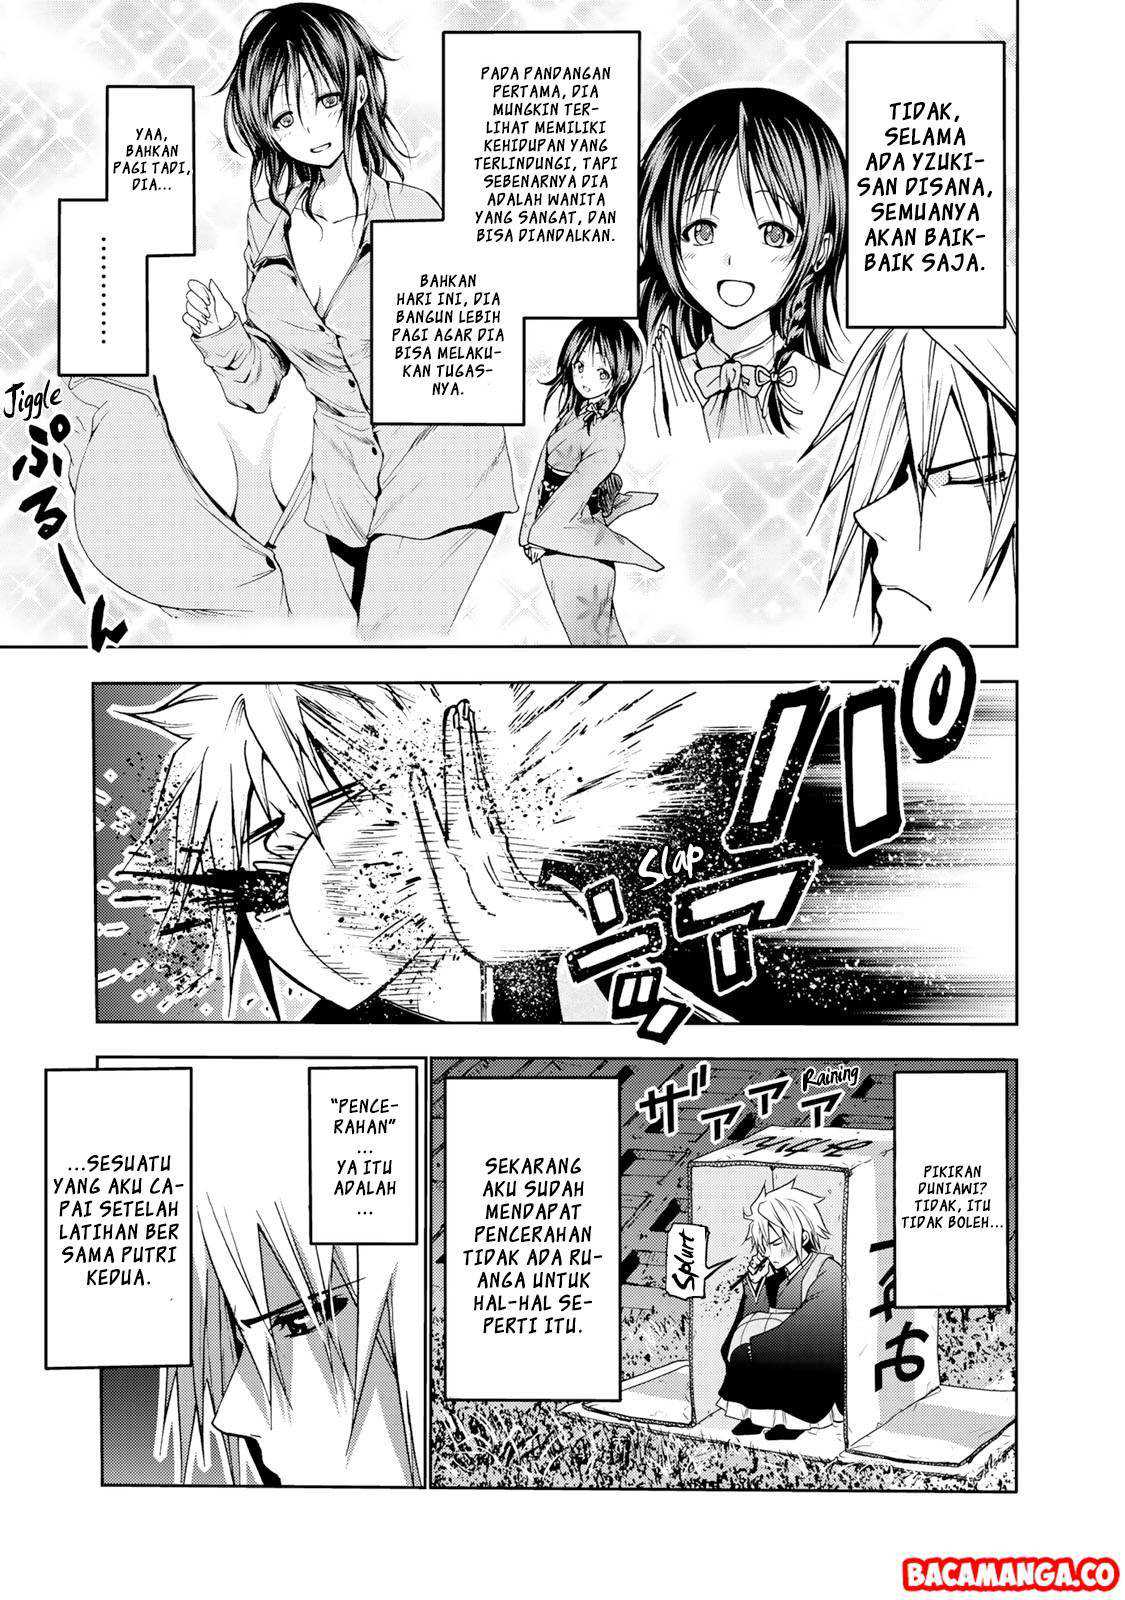 TIDAK,
SELAMA
ADA YZUKI-
SAN DISANA,
SEMUANYA
AKAN BAIK-
BAIK SAJA.
PADA PANDANGAN
PERTAMA, DIA
MUNGKIN TER-
LIHAT MEMILIKI
KEHIDUPAN YANG
TERLINDUNGI, TAPI
SEBENARNYA DIA
ADALAH WANITA
YANG SANGAT, DAN
BISA DIANDALKAN.
BAHKAN
HARI INI, DIA
BANGUN LEBIH
PAGI AGAR DIA
BISA MELAKU-
KAN TUGAS-
NYA.
YAA,
BAHKAN
PAGI TADI,
DIA...
..........
Jiggle
ぷるーん
パァンッ
Slap
PIKIRAN
DUNIAWI?
TIDAK, ITU
TIDAK BOLEH...
Raining
ザァァァ
Splurt
SEKARANG
AKU SUDAH
MENDAPAT
PENCERAHAN
TIDAK ADA RU-
ANGA UNTUK
HAL-HAL SE-
PERTI ITU.
"PENCE-
RAHAN"
...
YA ITU
ADALAH
...
...SESUATU
YANG AKU CA-
PAI SETELAH
LATIHAN BER
SAMA PUTRI
KEDUA.
BACAMANGA.CO